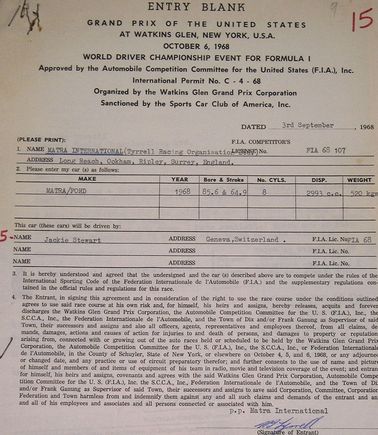 ENTRY BLANK
15
GRAND PRIX OF THE UNITED STATES
AT WATKINS GLEN, NEW YORK, U.S.A.
OCTOBER 6, 1968
WORLD DRIVER CHAMPIONSHIP EVENT FOR FORMULA I
Approved by the Automobile Competition Committee for the United States (F.I.A.), Inc.
International Permit No. C - 4 - 68
Organized by the Watkins Glen Grand Prix Corporation
Sanctioned by the Sports Car Club of America, Inc.
DATED 3rd September, 1968
(PLEASE PRINT): F.I.A. COMPETITOR'S
1. NAME MATRA INTERNATIONAL (Tyrrell Racing Organisation) No. FIA 68 107
ADDRESS Long Reach, Ockham, Ripley, Surrey, England.
2. Please enter my car (s) as follows:
MAKE YEAR Bore & Stroke No. CYLS. DISP. WEIGHT
MATRA/FORD 1968 85.6 & 64.9 8 2993 c.c. 520 kgs
This car (these cars) will be driven by:
5- NAME Jackie Stewart ADDRESS Geneva, Switzerland . F.I.A. Lic. No FIA 68
NAME ADDRESS F.I.A. Lic. No.
NAME ADDRESS F.I.A. Lic. No.
3. It is hereby understood and agreed that the undersigned and the car (s) described above are to compete under the rules of the
International Sporting Code of the Federation Internationale de l'Automobile (F.I.A.) and the supplementary regulations con-
tained in the official rules and regulations for this race.
4. The Entrant, in signing this agreement and in consideration of the right to use the race course under the conditions outlined
agrees to said race course at his own risk and, for himself, his heirs and assigns, hereby releases, acquits and forever
discharges the Watkins Glen Grand Prix Corporation, the Automobile Competition Committee for the U. S. (F.I.A.), Inc., the
S.C.C.A., Inc., the Federation Internationale de l'Automobile, and the Town of Dix and/or Frank Ganung as Supervisor of said
Town, their successors and assigns and also all officers, agents, representatives and employees thereof, from all claims, de-
mands, damages, actions and causes of action for injuries to and death of persons, and damages to property or reputation
arising from, connected with or growing out of the auto races held or scheduled to be held by the Watkins Glen Grand Prix
Corporation, the Automobile Competition Committee for the U. S. (F.I.A.), Inc., the S.C.C.A., Inc., or Federation Internationale
de l'Automobile, in the County of Schuyler, State of New York, or elsewhere on October 4, 5, and 6, 1968, or any adjourned
or changed date, and any practice or use of circuit preparatory thereto; and further consents to the use of name and picture
of himself and members of and items of equipment of his team in radio, movie and television coverage of the event; and entrant
for himself, his heirs and assigns, covenants and agrees with the said Watkins Glen Grand Prix Corporation, Automobile Compe-
tition Committee for the U. S. (F.I.A.), Inc. the S.C.C.A., Inc., Federation Internationale de l'Automobile, and the Town of Di
and/or Frank Ganung as Supervisor of said Town, their successors and assigns to save said Corporation, Committee, Corporation
Federation and Town harmless from and indemnify them against any and all such claims and demands of the entrant and any
and all of his employees and associates and all persons connected or associated with him.
p.p. Matra International
(Signature of Entrant)